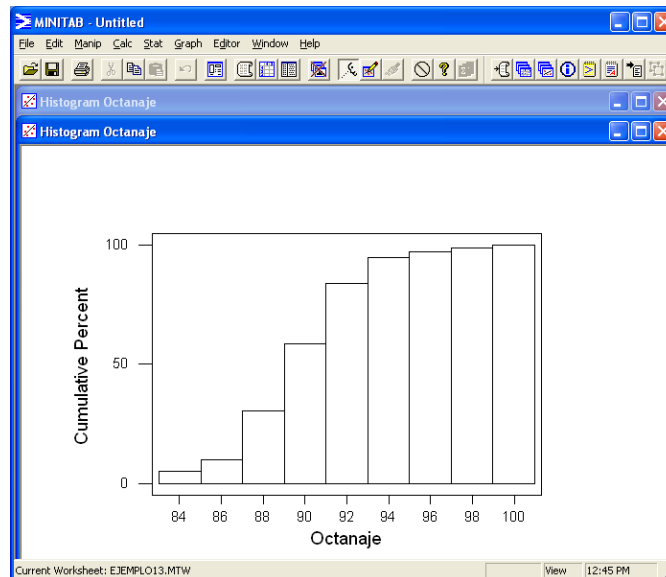 MINITAB - Untitled
File Edit Manip Calc Stat Graph Editor Window Help
Histogram Octanaje
Histogram Octanaje
100
50
0
Cumulative Percent
84 86 88 90 92 94 96 98 100
Octanaje
Current Worksheet: EJEMPLO13.MTW View 12:45 PM